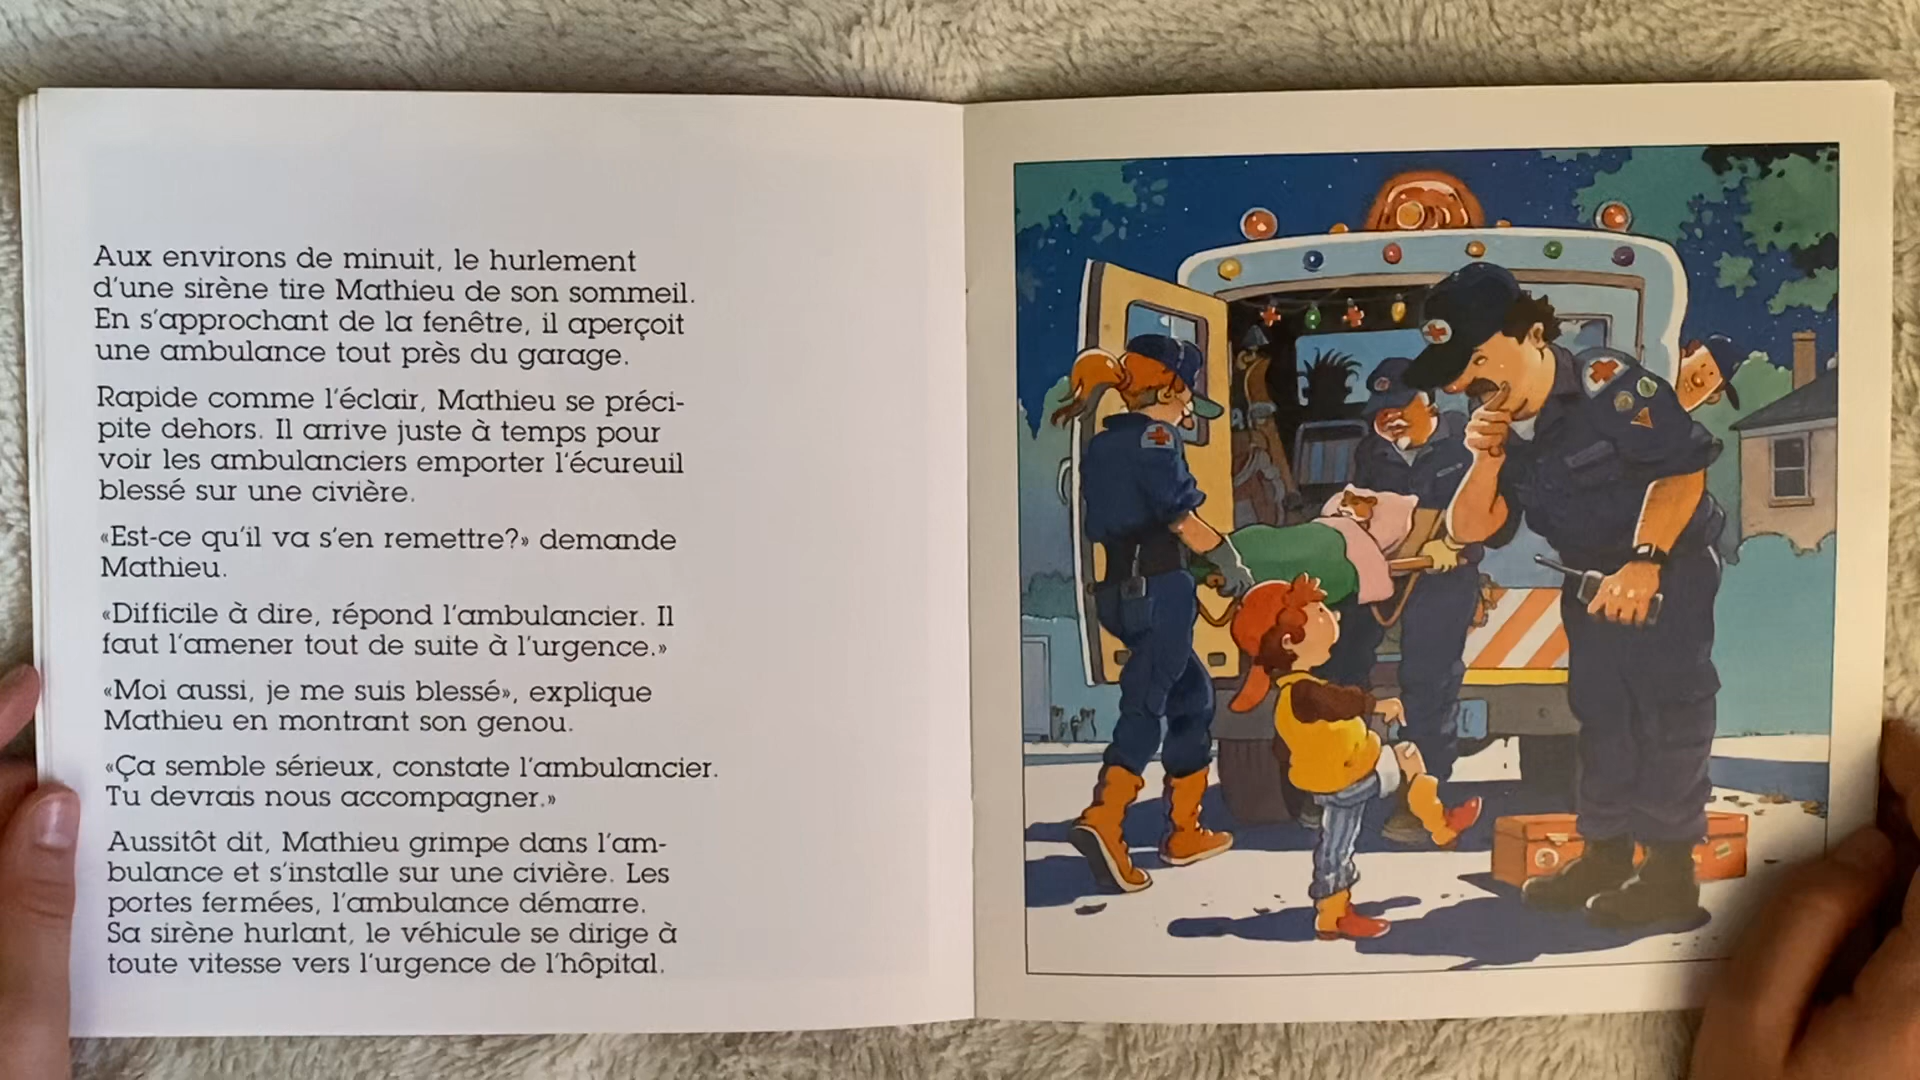 Aux environs de minuit, le hurlement
d'une sirène tire Mathieu de son sommeil.
En s'approchant de la fenêtre, il aperçoit
une ambulance tout près du garage.
Rapide comme l'éclair, Mathieu se préci-
pite dehors. Il arrive juste à temps pour
voir les ambulanciers emporter l'écureuil
blessé sur une civière.
«Est-ce qu'il va s'en remettre?» demande
Mathieu.
«Difficile à dire, répond l'ambulancier. Il
faut l'amener tout de suite à l'urgence.»
«Moi aussi, je me suis blessé», explique
Mathieu en montrant son genou.
«Ça semble sérieux, constate l'ambulancier.
Tu devrais nous accompagner.»
Aussitôt dit, Mathieu grimpe dans l'am-
bulance et s'installe sur une civière. Les
portes fermées, l'ambulance démarre.
Sa sirène hurlant, le véhicule se dirige à
toute vitesse vers l'urgence de l'hôpital.